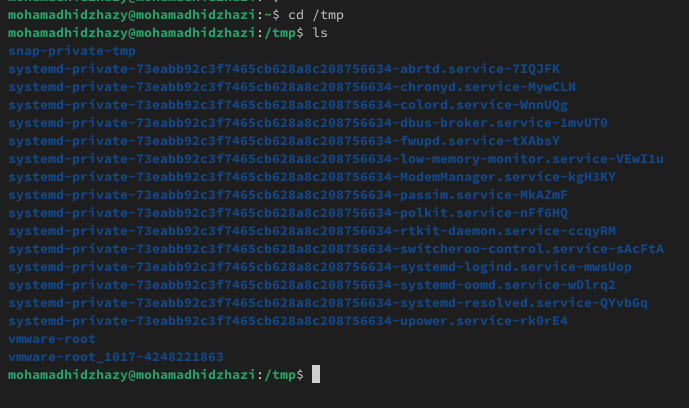 mohamadhidzhazy@mohamadhidzhazi:~$ cd /tmp
mohamadhidzhazy@mohamadhidzhazi:/tmp$ ls
snap-private-tmp
systemd-private-73eabb92c3f7465cb628a8c208756634-abrtd.service-7IQJFK
systemd-private-73eabb92c3f7465cb628a8c208756634-chronyd.service-MywCLN
systemd-private-73eabb92c3f7465cb628a8c208756634-colord.service-WnnUQg
systemd-private-73eabb92c3f7465cb628a8c208756634-dbus-broker.service-1mvUT0
systemd-private-73eabb92c3f7465cb628a8c208756634-fwupd.service-tXAbsY
systemd-private-73eabb92c3f7465cb628a8c208756634-low-memory-monitor.service-VEwI1u
systemd-private-73eabb92c3f7465cb628a8c208756634-ModemManager.service-kgH3KY
systemd-private-73eabb92c3f7465cb628a8c208756634-passim.service-MkAZmF
systemd-private-73eabb92c3f7465cb628a8c208756634-polkit.service-nFf6HQ
systemd-private-73eabb92c3f7465cb628a8c208756634-rtkit-daemon.service-ccqyRM
systemd-private-73eabb92c3f7465cb628a8c208756634-switcheroo-control.service-sAcFtA
systemd-private-73eabb92c3f7465cb628a8c208756634-systemd-logind.service-mwsUop
systemd-private-73eabb92c3f7465cb628a8c208756634-systemd-oomd.service-wDlrq2
systemd-private-73eabb92c3f7465cb628a8c208756634-systemd-resolved.service-QYvbGq
systemd-private-73eabb92c3f7465cb628a8c208756634-upower.service-rk0rE4
vmware-root
vmware-root_1017-4248221863
mohamadhidzhazy@mohamadhidzhazi:/tmp$